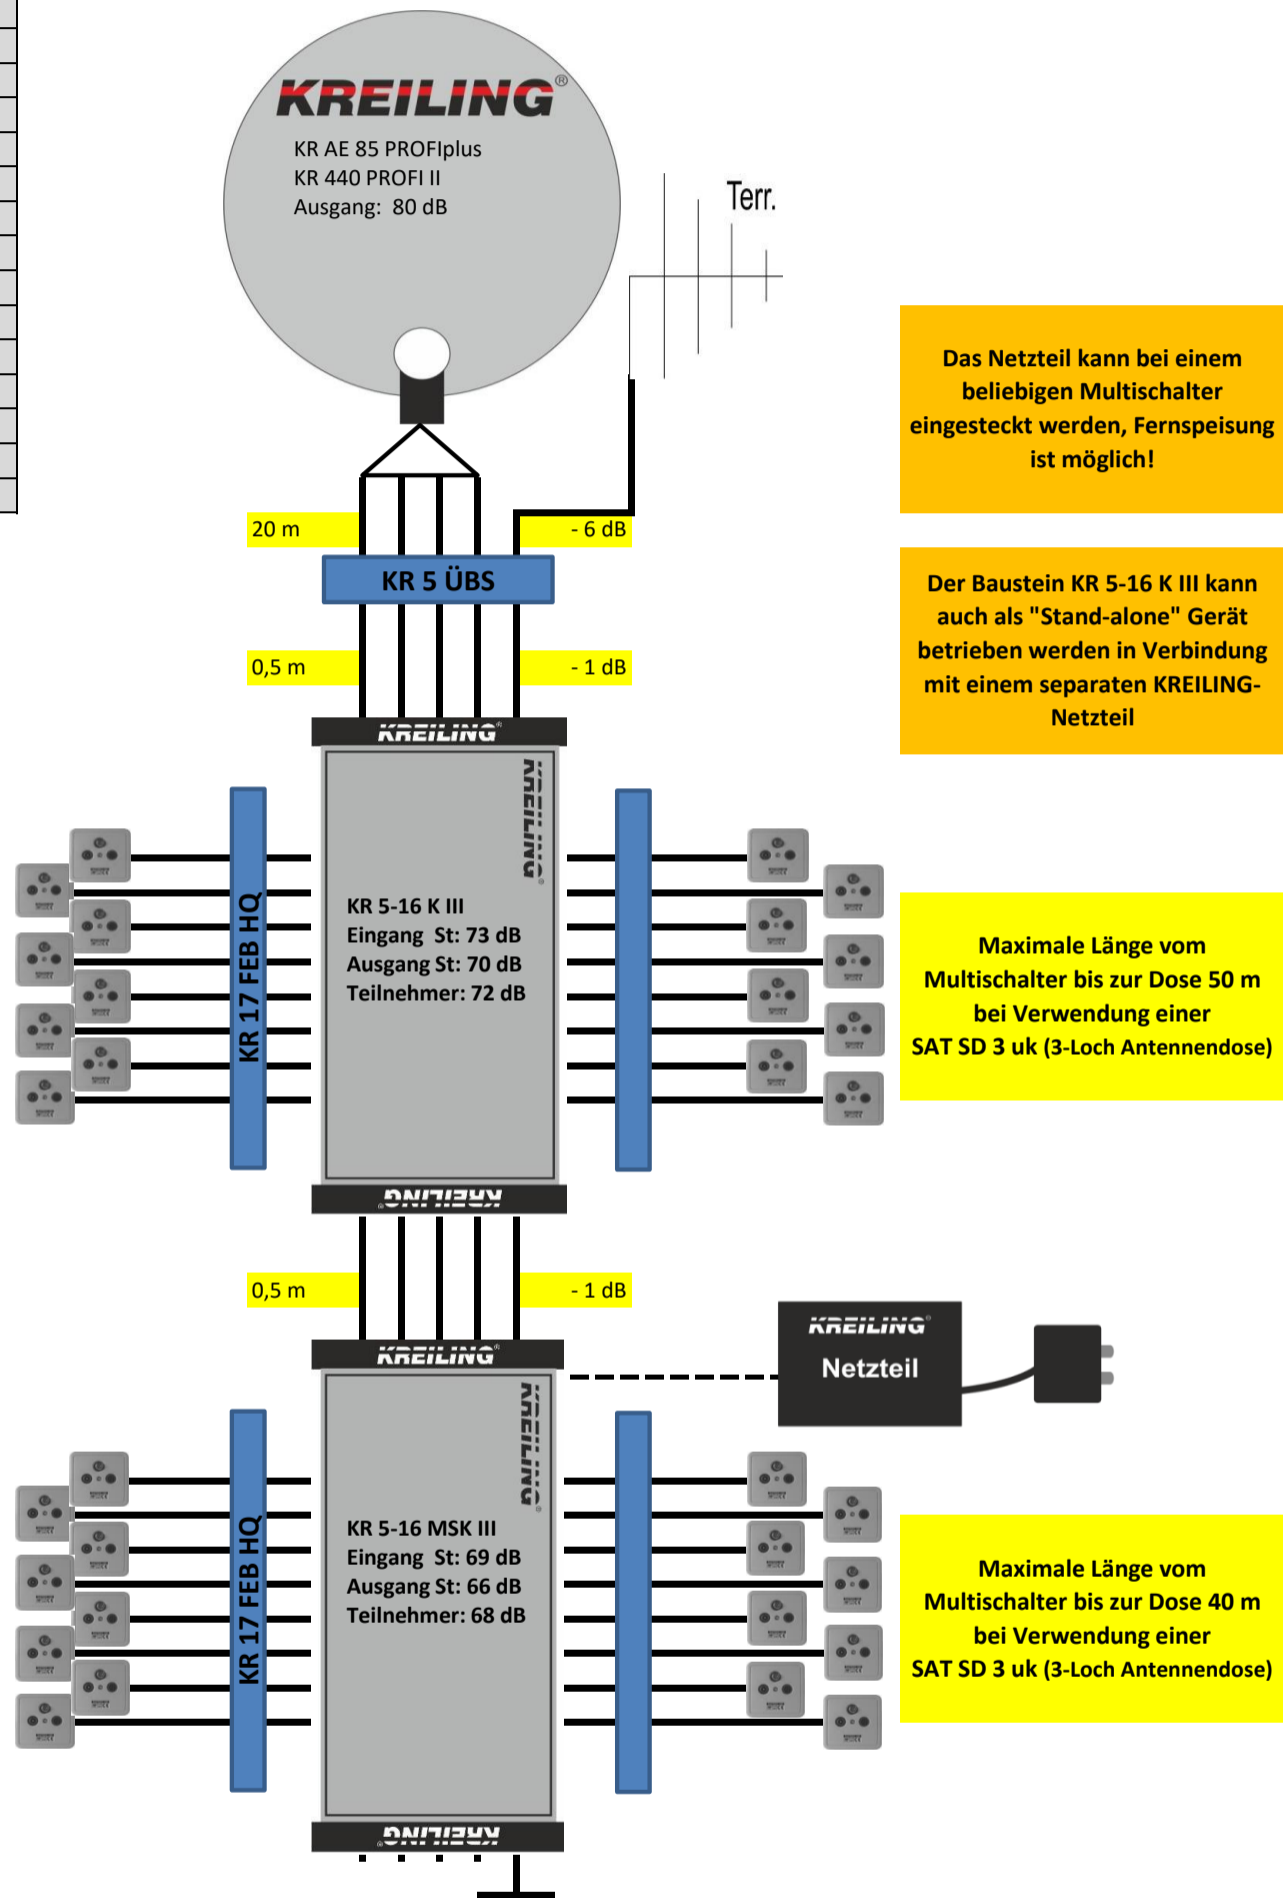 KREILING®
KR AE 85 PROFIplus
KR 440 PROFI II
Ausgang: 80 dB
Terr.
20 m
- 6 dB
KR 5 ÜBS
0,5 m
- 1 dB
Das Netzteil kann bei einem
beliebigen Multischalter
eingesteckt werden, Fernspeisung
ist möglich!
Der Baustein KR 5-16 K III kann
auch als "Stand-alone" Gerät
betrieben werden in Verbindung
mit einem separaten KREILING-
Netzteil
KREILING®
KREILING®
KR 17 FEB HQ
KR 5-16 K III
Eingang St: 73 dB
Ausgang St: 70 dB
Teilnehmer: 72 dB
Maximale Länge vom
Multischalter bis zur Dose 50 m
bei Verwendung einer
SAT SD 3 uk (3-Loch Antennendose)
KREILING®
0,5 m
- 1 dB
KREILING®
Netzteil
KREILING®
KREILING®
KR 17 FEB HQ
KR 5-16 MSK III
Eingang St: 69 dB
Ausgang St: 66 dB
Teilnehmer: 68 dB
Maximale Länge vom
Multischalter bis zur Dose 40 m
bei Verwendung einer
SAT SD 3 uk (3-Loch Antennendose)
KREILING®